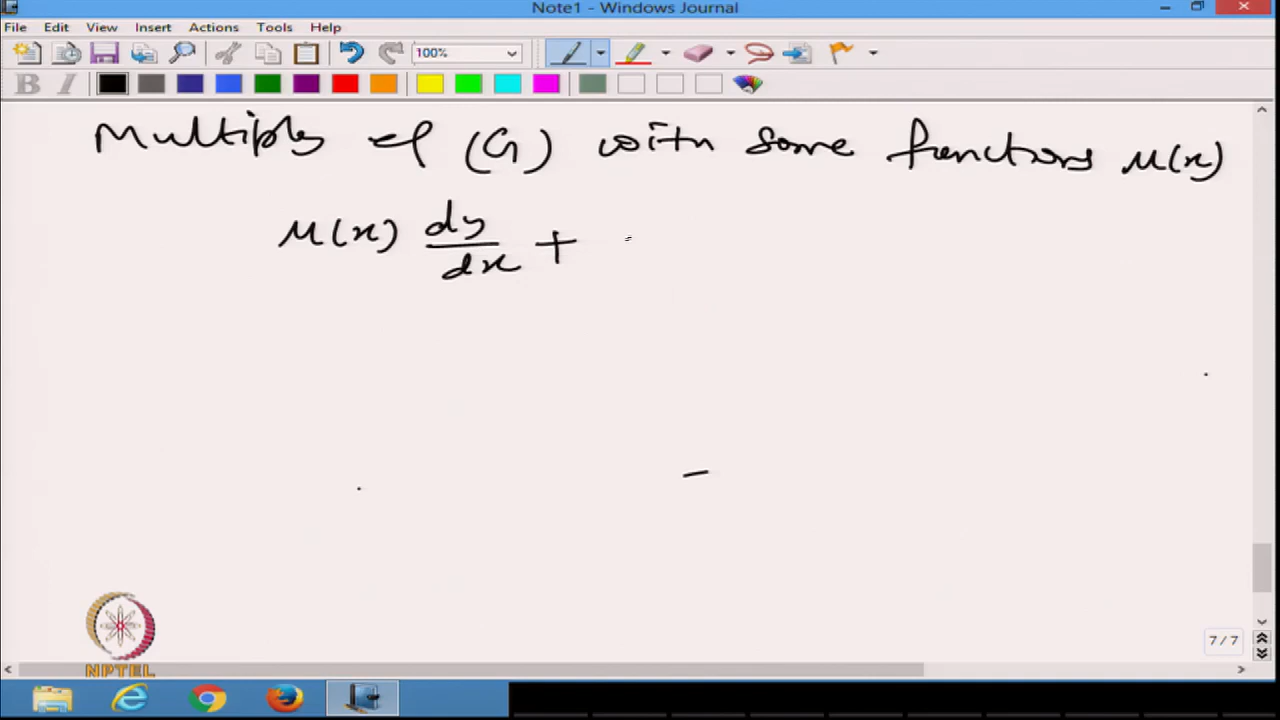 Note1 - Windows Journal
File Edit View Insert Actions Tools Help
100%
B I
Multiply of (G) with some functions μ(x)
μ(x) dy/dx +
7/7
NPTEL